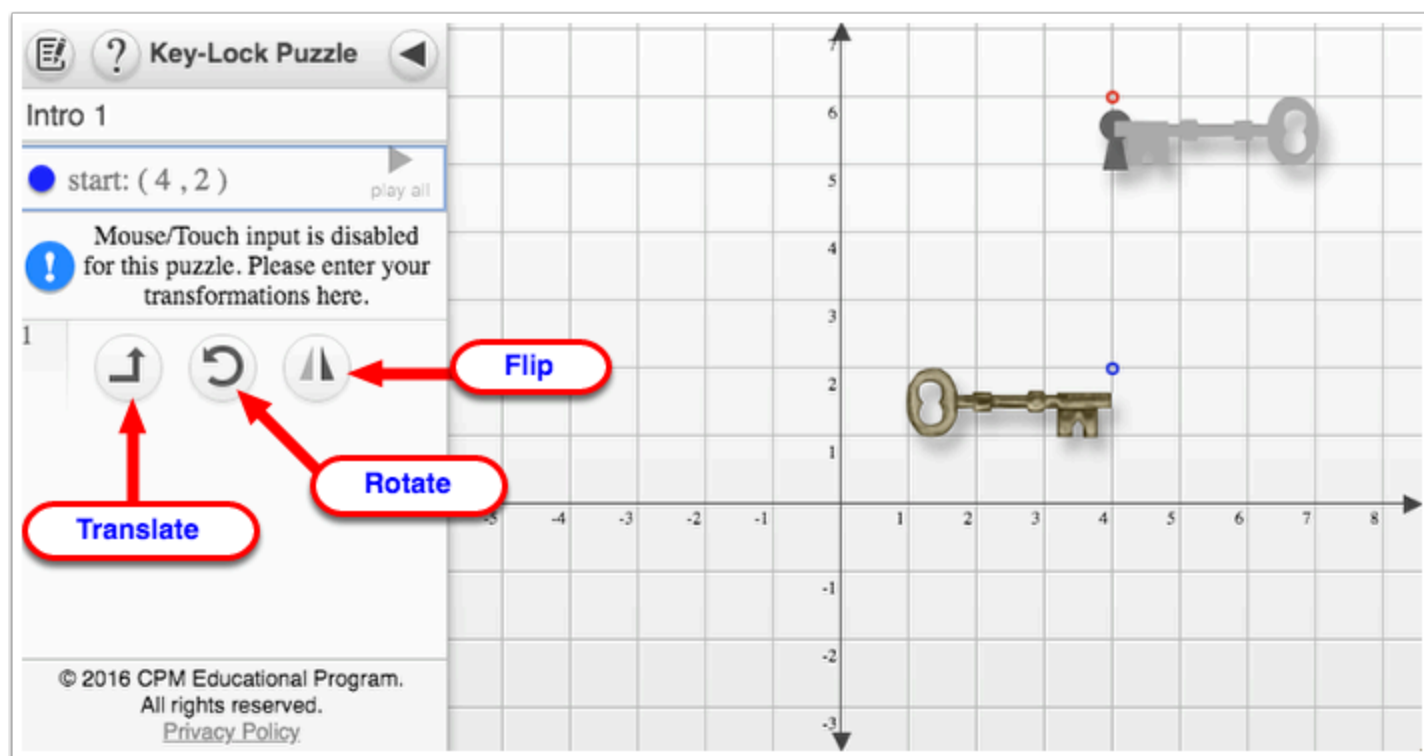 ? Key-Lock Puzzle
Intro 1
start: ( 4 , 2 )
play all
! Mouse/Touch input is disabled
for this puzzle. Please enter your
transformations here.
1
Flip
Rotate
Translate
© 2016 CPM Educational Program.
All rights reserved.
Privacy Policy
7
6
5
4
3
2
1
-5 -4 -3 -2 -1 1 2 3 4 5 6 7 8
-1
-2
-3